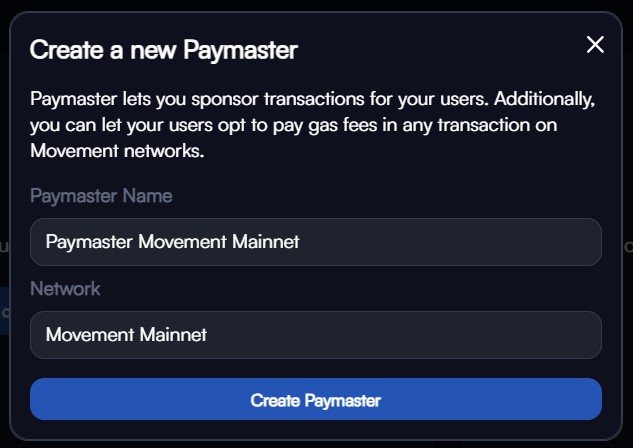 Create a new Paymaster
Paymaster lets you sponsor transactions for your users. Additionally,
you can let your users opt to pay gas fees in any transaction on
Movement networks.
Paymaster Name
Paymaster Movement Mainnet
Network
Movement Mainnet
Create Paymaster